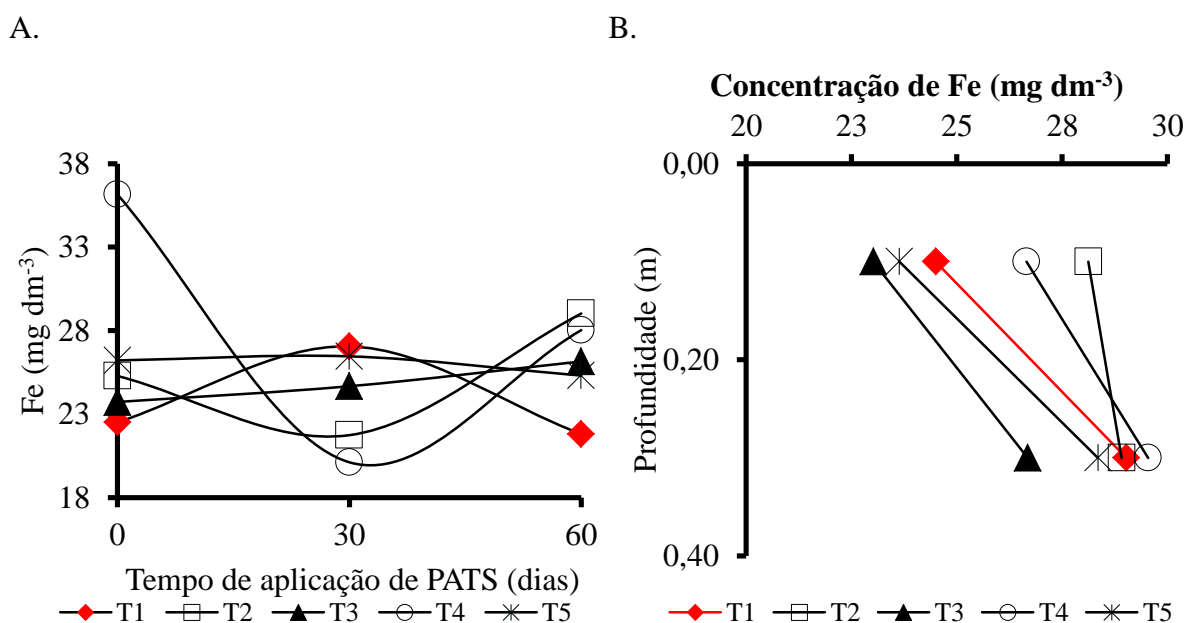 A.
38
33
28
23
18
Fe (mg dm-3)
0 30 60
Tempo de aplicação de PATS (dias)
T1 T2 T3 T4 T5
B.
Concentração de Fe (mg dm-3)
20 23 25 28 30
0,00
0,20
0,40
Profundidade (m)
T1 T2 T3 T4 T5